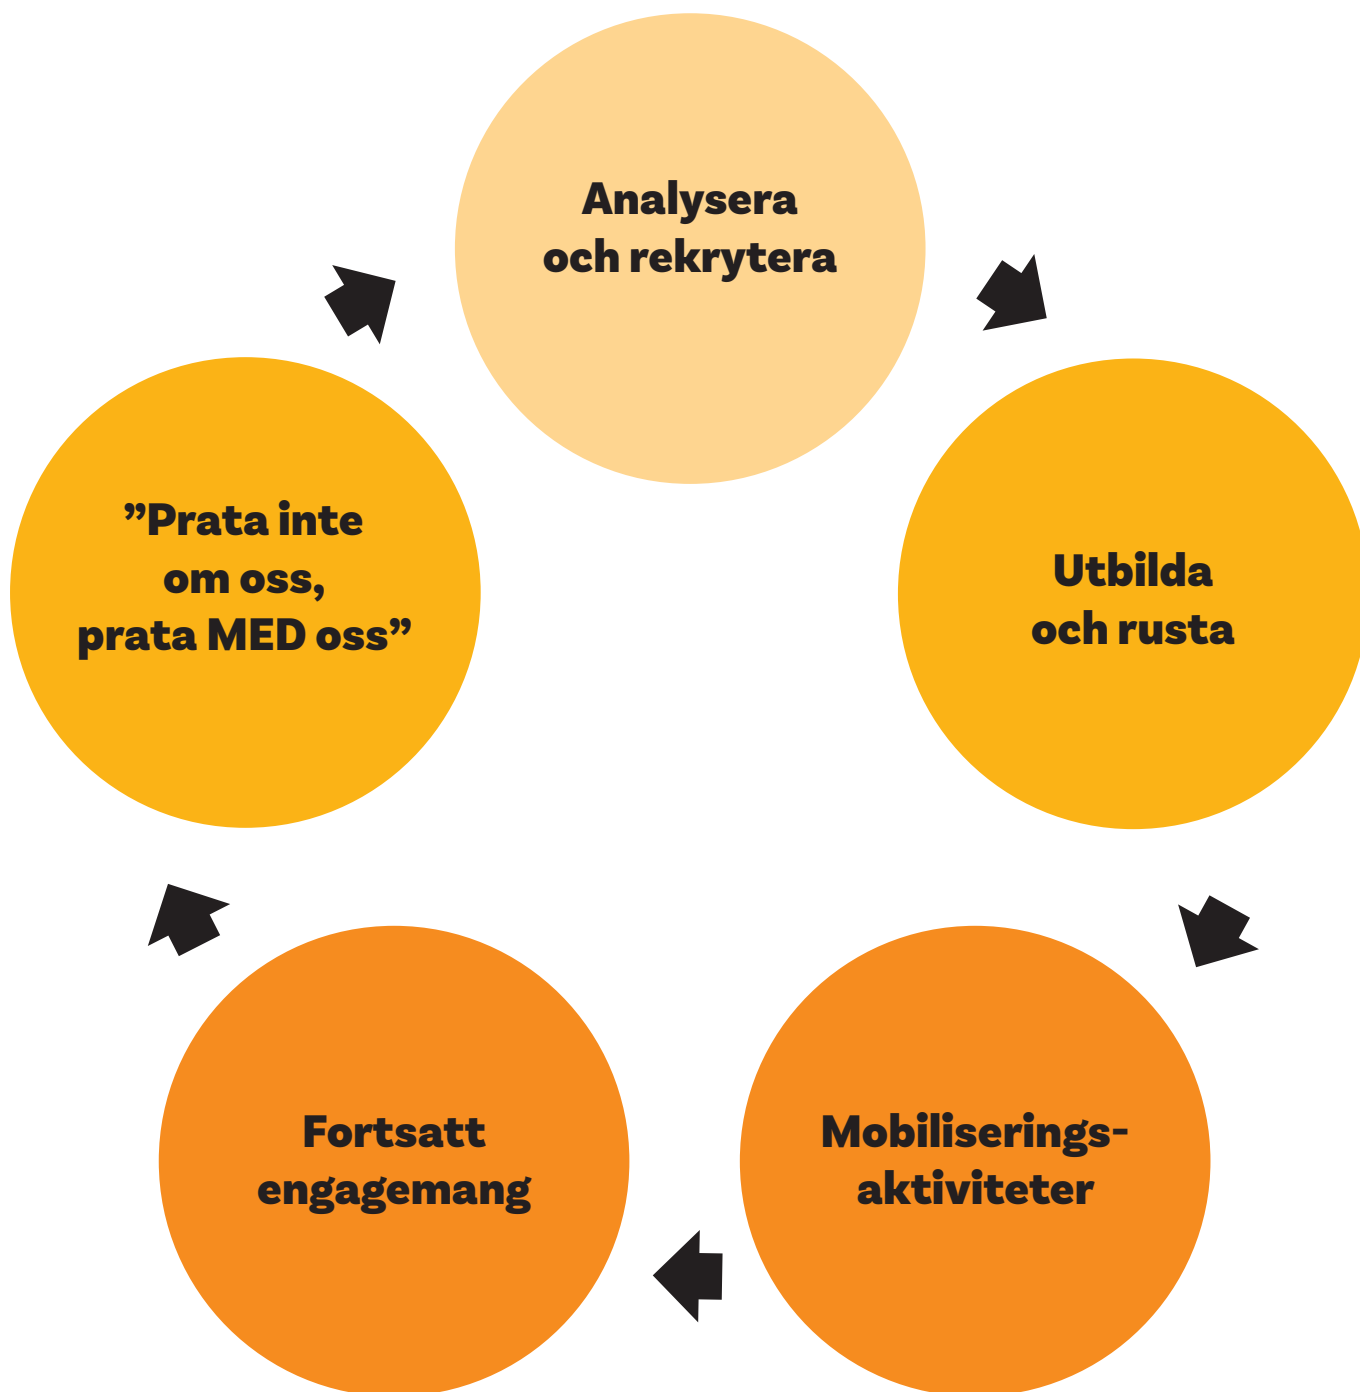 Analysera
och rekrytera
Utbilda
och rusta
Mobiliserings-
aktiviteter
Fortsatt
engagemang
”Prata inte
om oss,
prata MED oss”